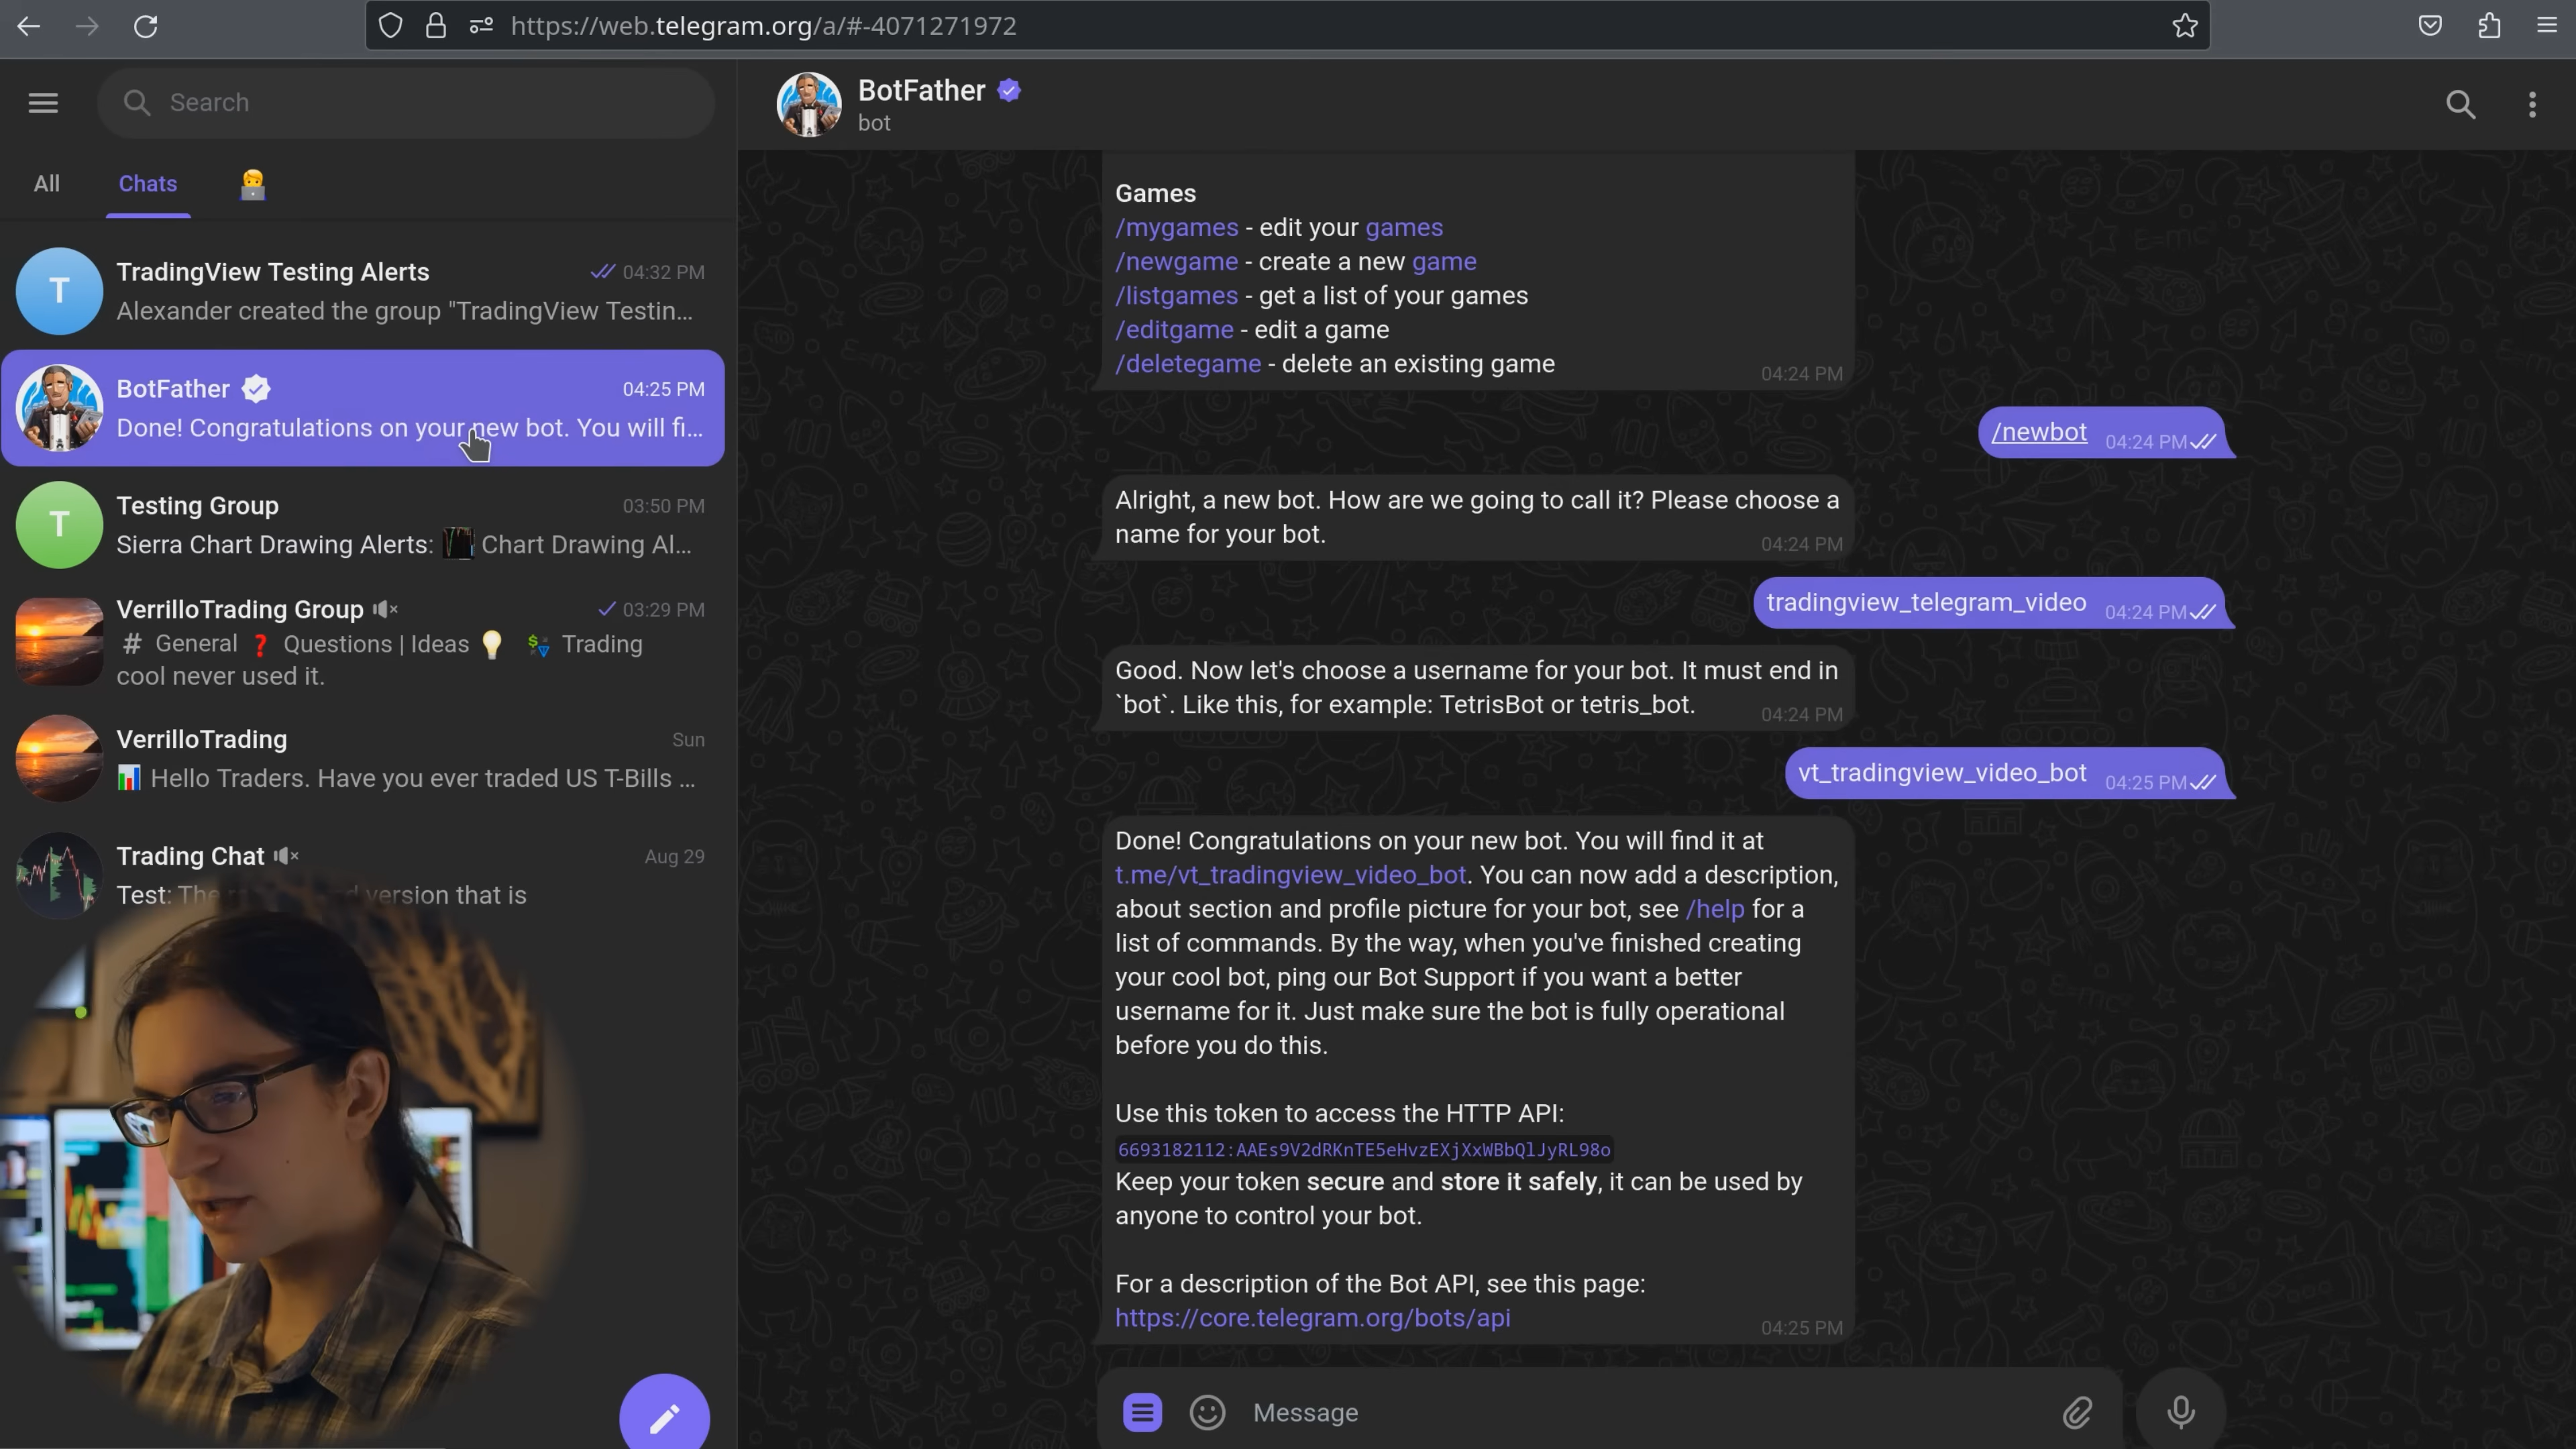 https://web.telegram.org/a/#-4071271972
Search
All
Chats
TradingView Testing Alerts
04:32 PM
Alexander created the group "TradingView Testin...
BotFather
04:25 PM
Done! Congratulations on your new bot. You will fi...
T
T
Testing Group
03:50 PM
Sierra Chart Drawing Alerts: Chart Drawing Al...
VerrilloTrading Group
03:29 PM
# General ❓ Questions | Ideas 💡 💱 Trading
cool never used it.
VerrilloTrading
Sun
📊 Hello Traders. Have you ever traded US T-Bills ...
Trading Chat
Aug 29
Test: The version that is
BotFather
bot
Games
/mygames - edit your games
/newgame - create a new game
/listgames - get a list of your games
/editgame - edit a game
/deletegame - delete an existing game
04:24 PM
/newbot 04:24 PM
Alright, a new bot. How are we going to call it? Please choose a
name for your bot.
04:24 PM
tradingview_telegram_video 04:24 PM
Good. Now let's choose a username for your bot. It must end in
`bot`. Like this, for example: TetrisBot or tetris_bot.
04:24 PM
vt_tradingview_video_bot 04:25 PM
Done! Congratulations on your new bot. You will find it at
t.me/vt_tradingview_video_bot. You can now add a description,
about section and profile picture for your bot, see /help for a
list of commands. By the way, when you've finished creating
your cool bot, ping our Bot Support if you want a better
username for it. Just make sure the bot is fully operational
before you do this.
Use this token to access the HTTP API:
6693182112:AAEs9V2dRKnTE5eHvzEXjXxWBbQlJyRL98o
Keep your token secure and store it safely, it can be used by
anyone to control your bot.
For a description of the Bot API, see this page:
https://core.telegram.org/bots/api
04:25 PM
Message